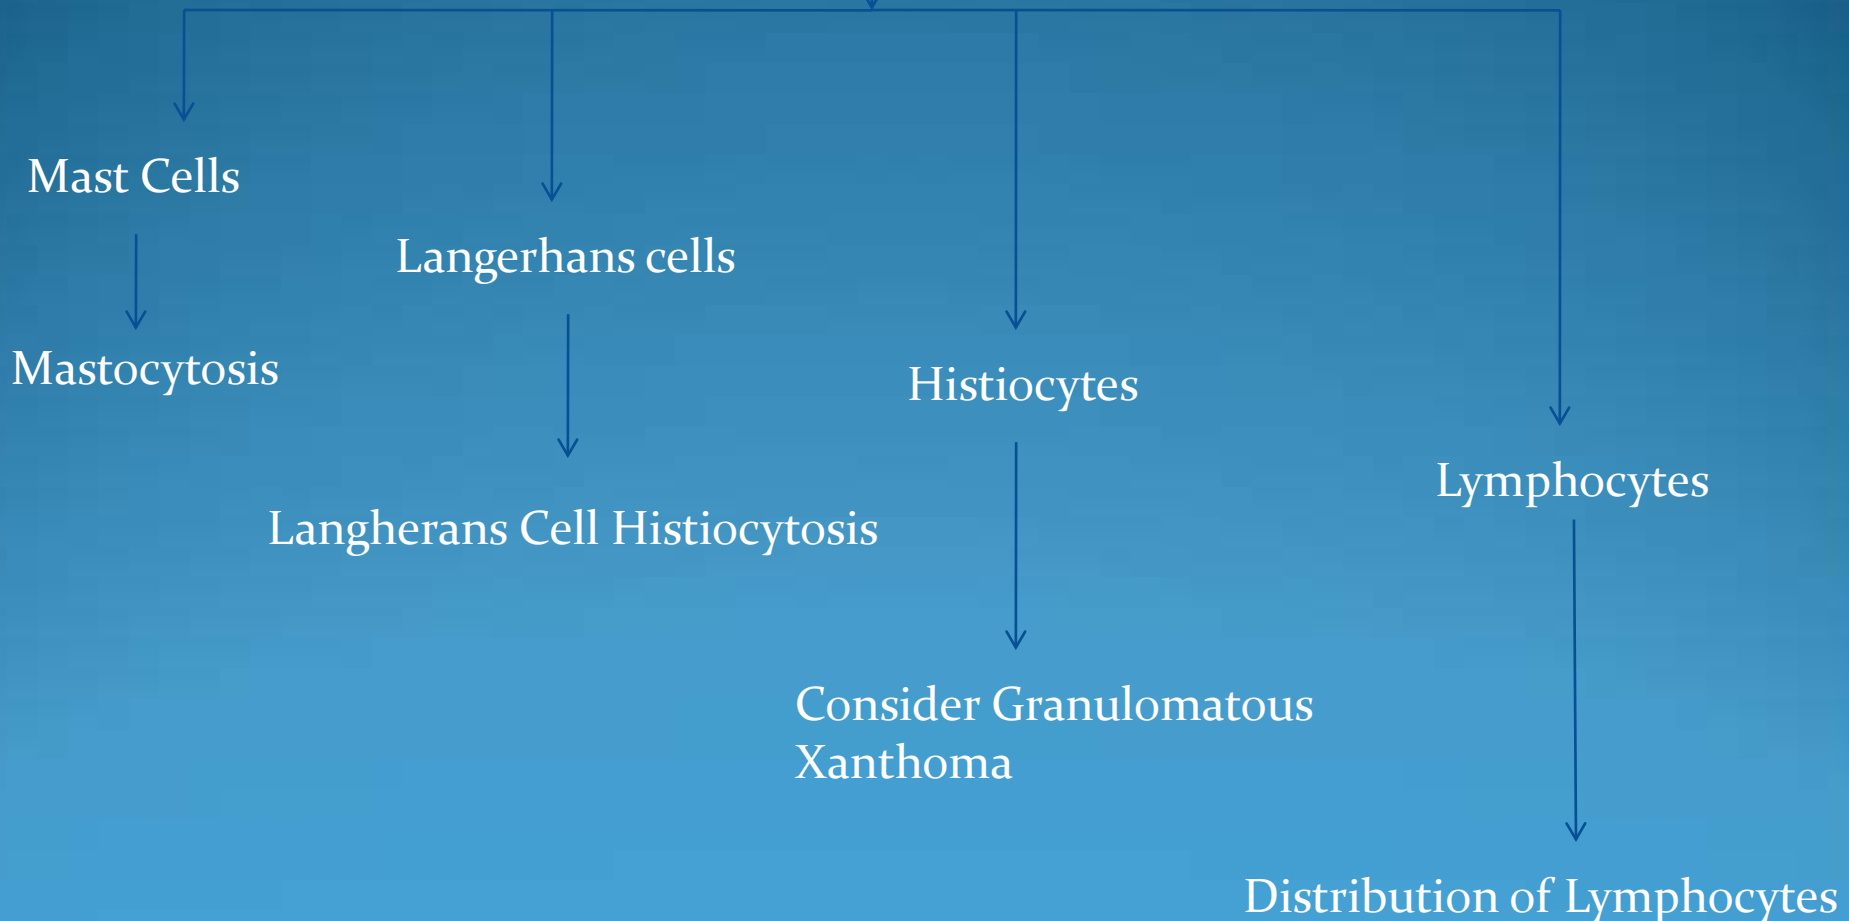 Mast Cells
Langerhans cells
Mastocytosis
Histiocytes
Lymphocytes
Langherans Cell Histiocytosis
Consider Granulomatous
Xanthoma
Distribution of Lymphocytes